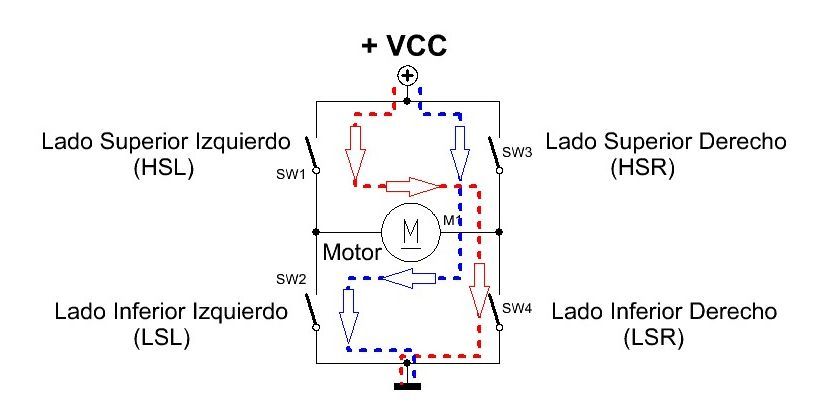 + VCC
Lado Superior Izquierdo
(HSL)
SW1
SW3
Lado Superior Derecho
(HSR)
M
M1
Motor
SW2
Lado Inferior Izquierdo
(LSL)
SW4
Lado Inferior Derecho
(LSR)